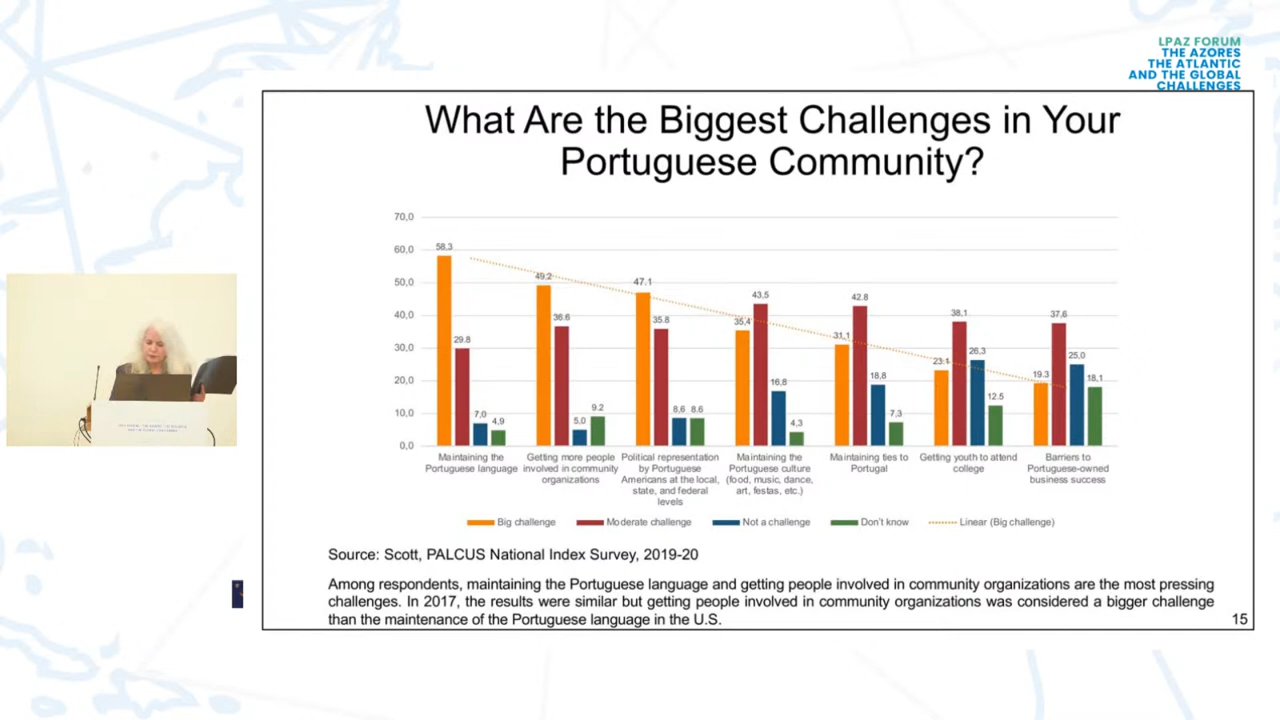 LPAZ FORUM
THE AZORES
THE ATLANTIC
AND THE GLOBAL
CHALLENGES
What Are the Biggest Challenges in Your
Portuguese Community?
70,0
60,0
50,0
40,0
30,0
20,0
10,0
0,0
58,3
29.8
7,0
4,9
49,2
36.6
5,0
9.2
47.1
35.8
8,6
8,6
35,4
43,5
16,8
4,3
31,1
42.8
18,8
7,3
23.1
38,1
26,3
12.5
19.3
37,6
25,0
18,1
Maintaining the
Portuguese language
Getting more people
involved in community
organizations
Political representation
by Portuguese
Americans at the local,
state, and federal
levels
Maintaining the
Portuguese culture
(food, music, dance,
art, festas, etc.)
Maintaining ties to
Portugal
Getting youth to attend
college
Barriers to
Portuguese-owned
business success
Big challenge
Moderate challenge
Not a challenge
Don't know
Linear (Big challenge)
Source: Scott, PALCUS National Index Survey, 2019-20
Among respondents, maintaining the Portuguese language and getting people involved in community organizations are the most pressing
challenges. In 2017, the results were similar but getting people involved in community organizations was considered a bigger challenge
than the maintenance of the Portuguese language in the U.S.
15